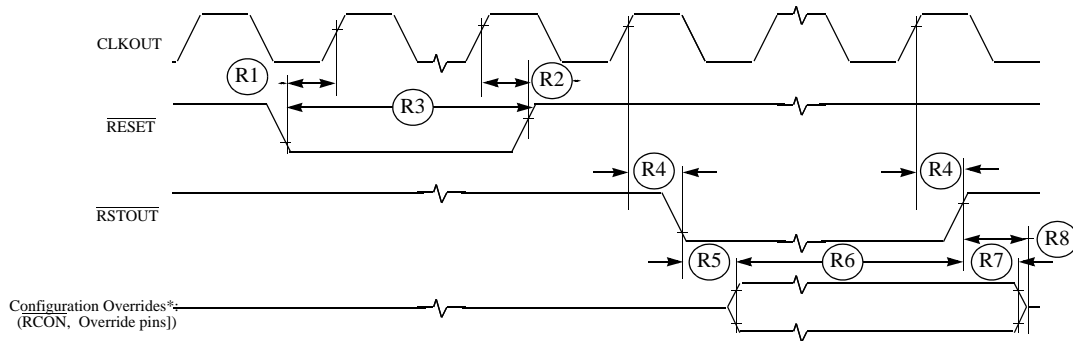 CLKOUT
R1
R2
R3
RESET
R4
R4
RSTOUT
R5
R6
R7
R8
Configuration Overrides*:
(RCON, Override pins])